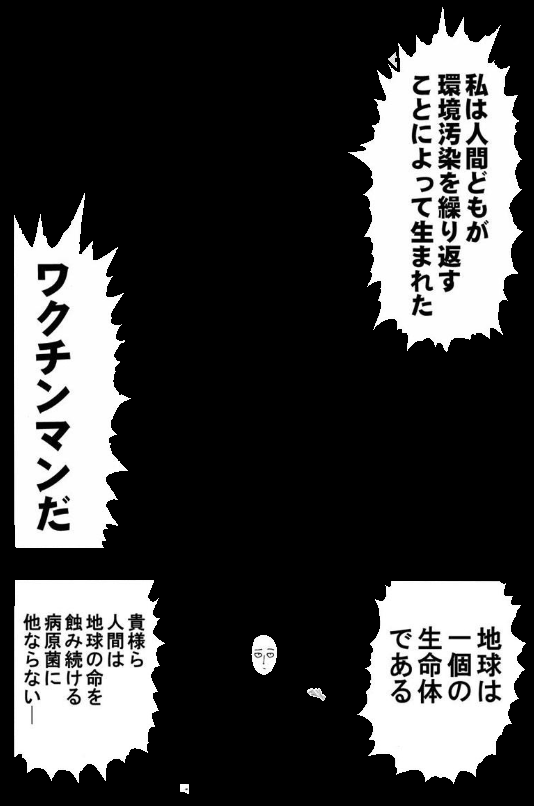 私は人間どもが
環境汚染を繰り返す
ことによって生まれた
ワクチンマンだ
地球は
一個の
生命体
である
貴様ら
人間は
地球の命を
蝕み続ける
病原菌に
他ならない―